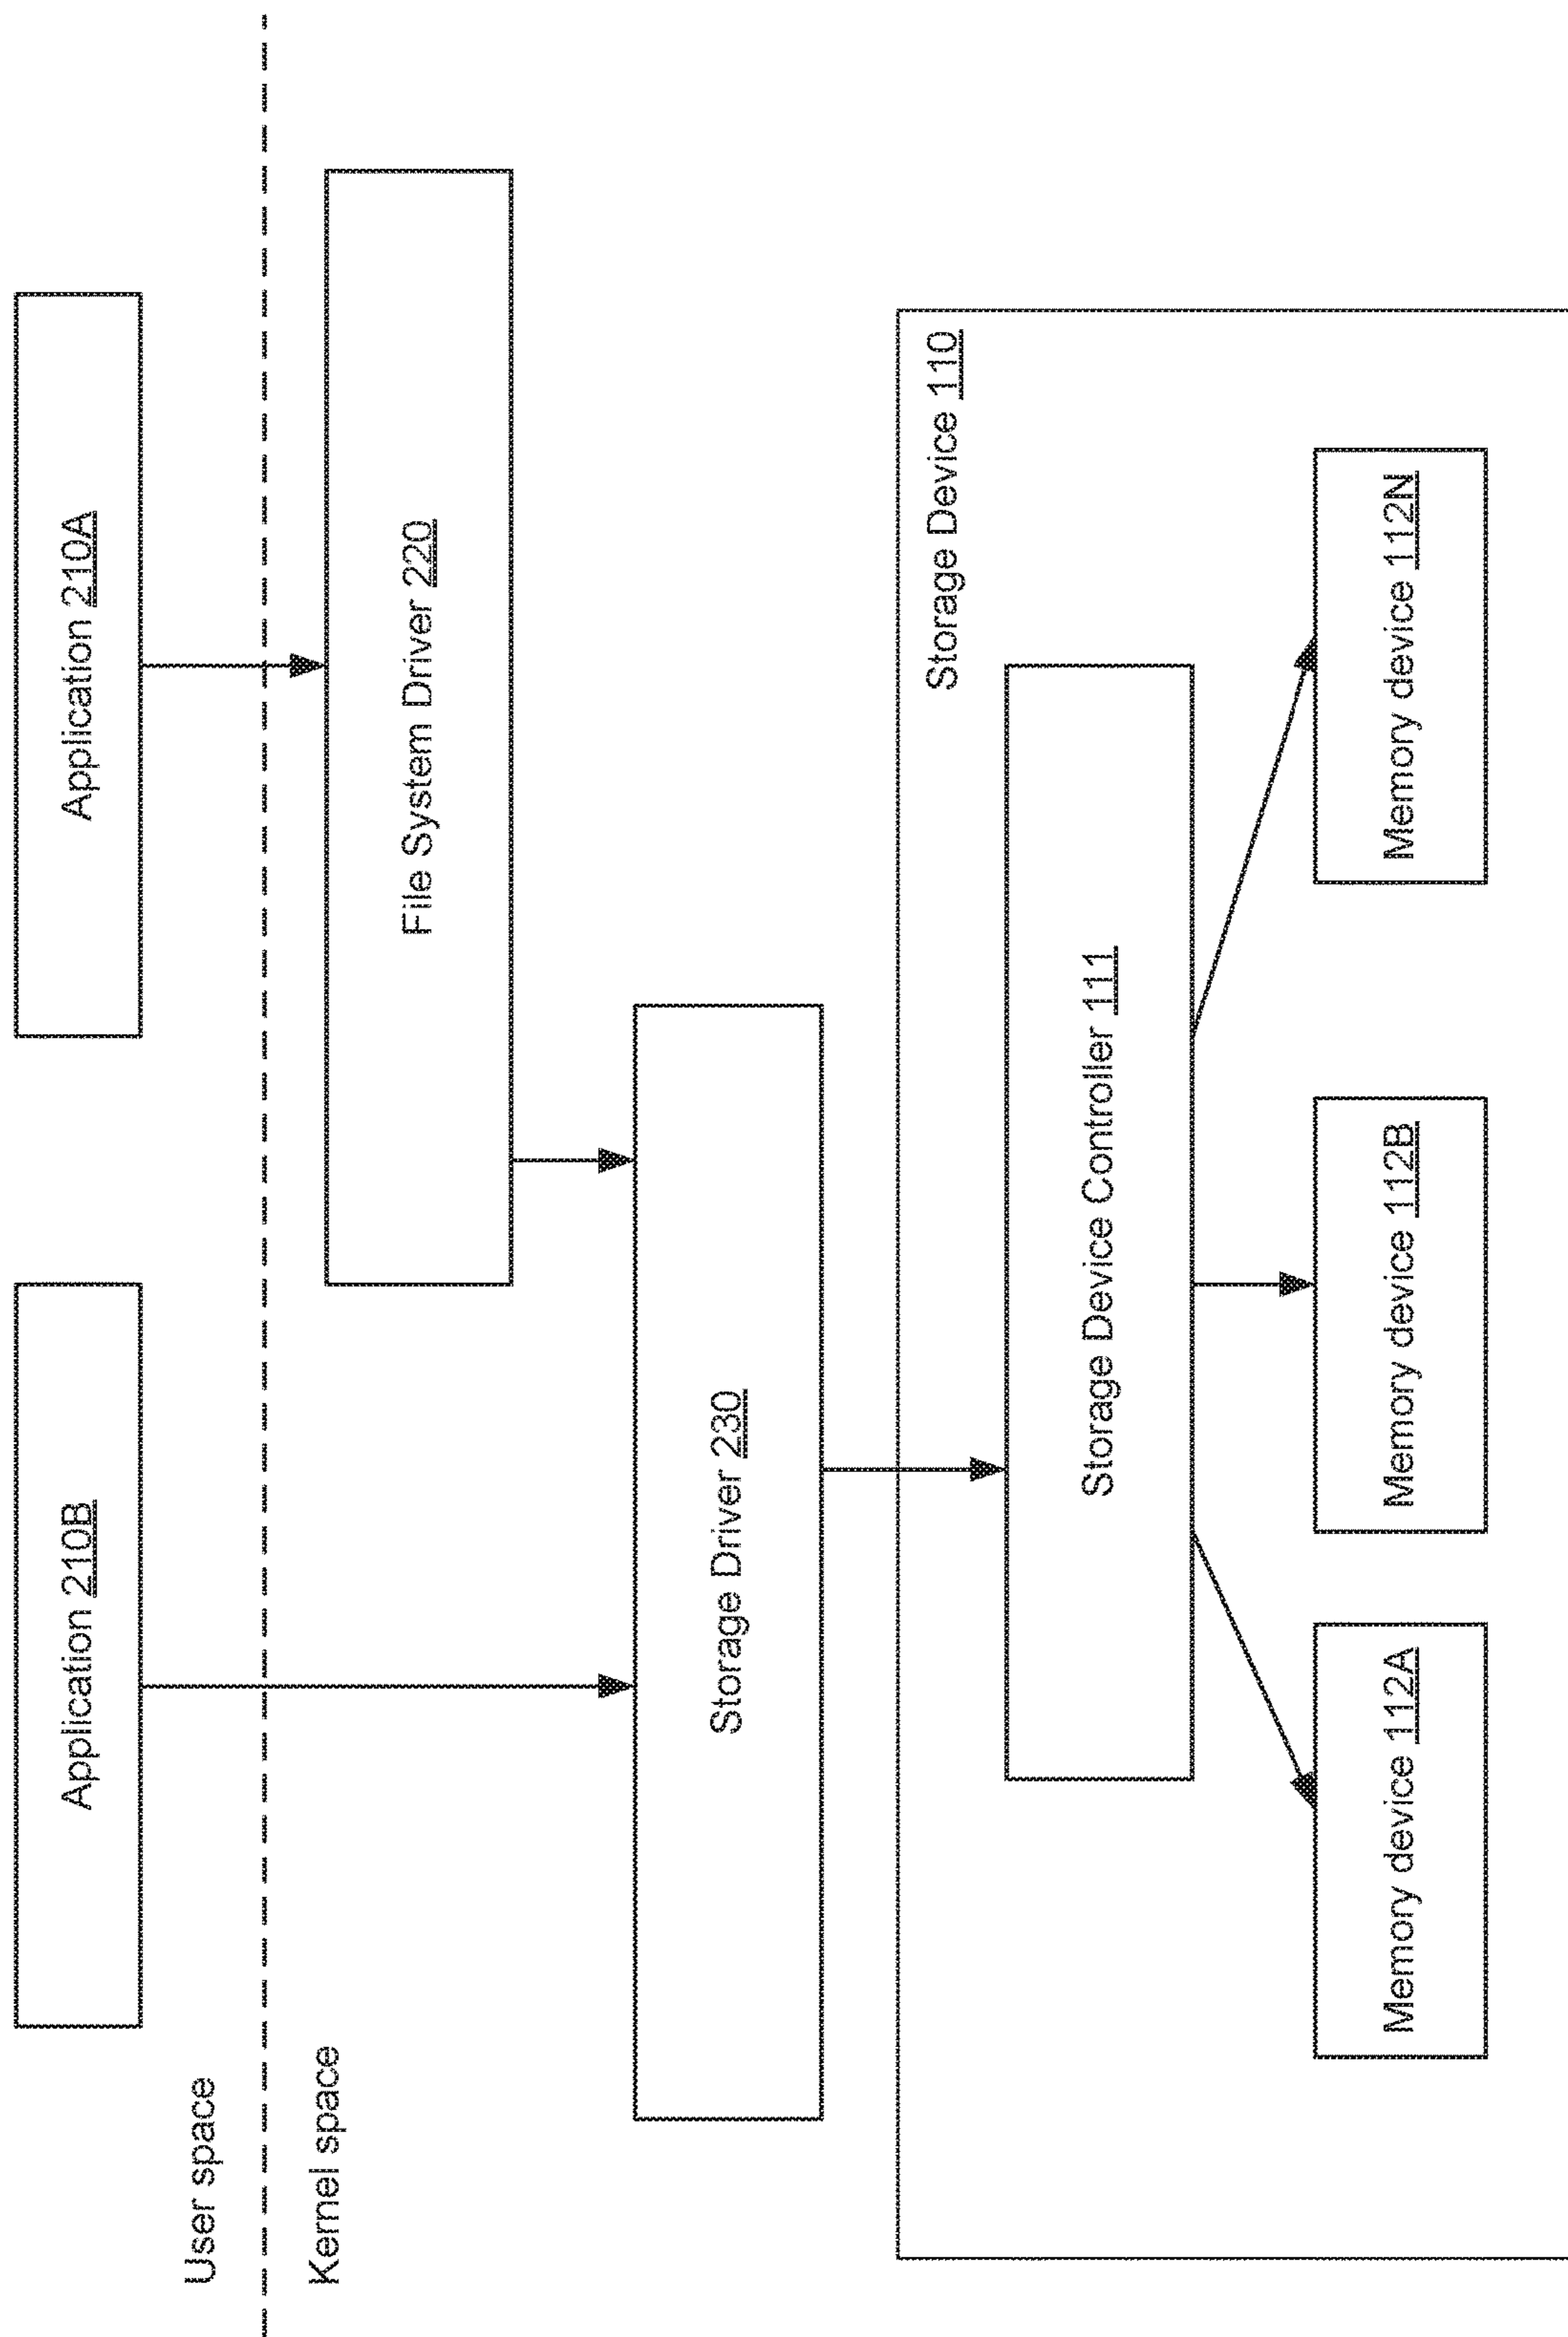 Application 210B
Application 210A
User space
Kernel space
File System Driver 220
Storage Driver 230
Storage Device 110
Storage Device Controller 111
Memory device 112A
Memory device 112B
Memory device 112N